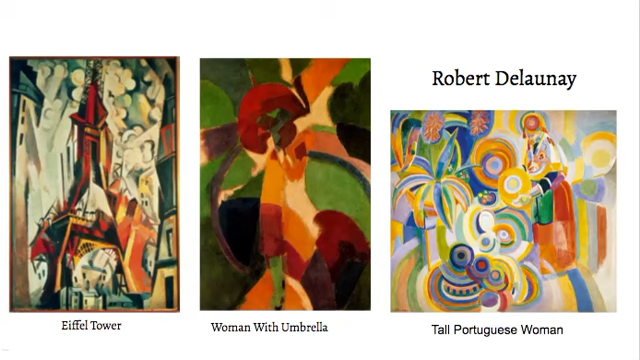 Robert Delaunay
Eiffel Tower
Woman With Umbrella
Tall Portuguese Woman